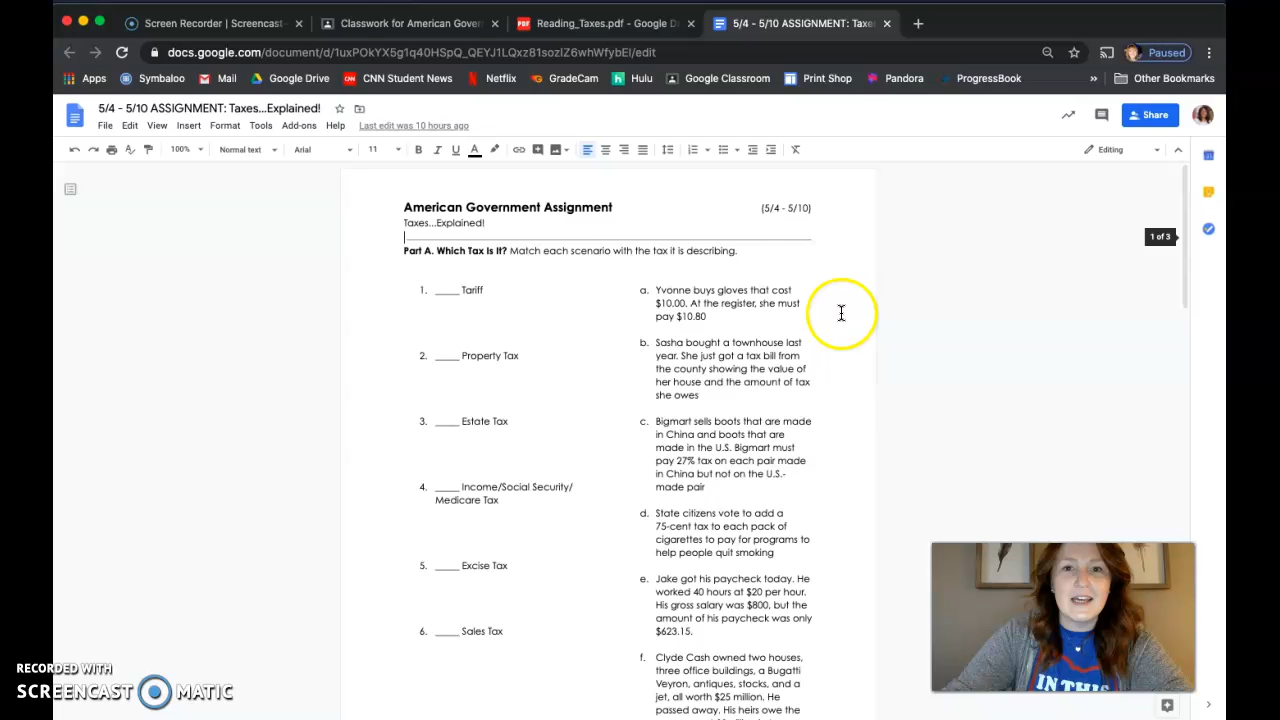 Screen Recorder | Screencast- Classwork for American Gover Reading_Taxes.pdf - Google D 5/4 - 5/10 ASSIGNMENT: Taxes
docs.google.com/document/d/1uxPOkYX5g1q40HSpQ_QEYJ1LQxz81sozlZ6whWfybEI/edit Paused
Apps Symbaloo Mail Google Drive CNN Student News Netflix GradeCam Hulu Google Classroom Print Shop Pandora ProgressBook » Other Bookmarks
5/4 - 5/10 ASSIGNMENT: Taxes...Explained!
File Edit View Insert Format Tools Add-ons Help Last edit was 10 hours ago
Share
100% Normal text Arial 11 B I U A Editing
American Government Assignment (5/4 - 5/10)
Taxes...Explained!
Part A. Which Tax Is It? Match each scenario with the tax it is describing.
1 of 3
1. _____ Tariff
2. _____ Property Tax
3. _____ Estate Tax
4. _____ Income/Social Security/
Medicare Tax
5. _____ Excise Tax
6. _____ Sales Tax
a. Yvonne buys gloves that cost
$10.00. At the register, she must
pay $10.80
b. Sasha bought a townhouse last
year. She just got a tax bill from
the county showing the value of
her house and the amount of tax
she owes
c. Bigmart sells boots that are made
in China and boots that are
made in the U.S. Bigmart must
pay 27% tax on each pair made
in China but not on the U.S.-
made pair
d. State citizens vote to add a
75-cent tax to each pack of
cigarettes to pay for programs to
help people quit smoking
e. Jake got his paycheck today. He
worked 40 hours at $20 per hour.
His gross salary was $800, but the
amount of his paycheck was only
$623.15.
f. Clyde Cash owned two houses,
three office buildings, a Bugatti
Veyron, antiques, stocks, and a
jet, all worth $25 million. He
passed away. His heirs owe the
IN THIS
RECORDED WITH
SCREENCAST MATIC